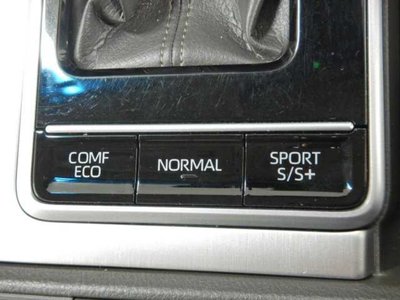 COMF
ECO
NORMAL
SPORT
S/S+